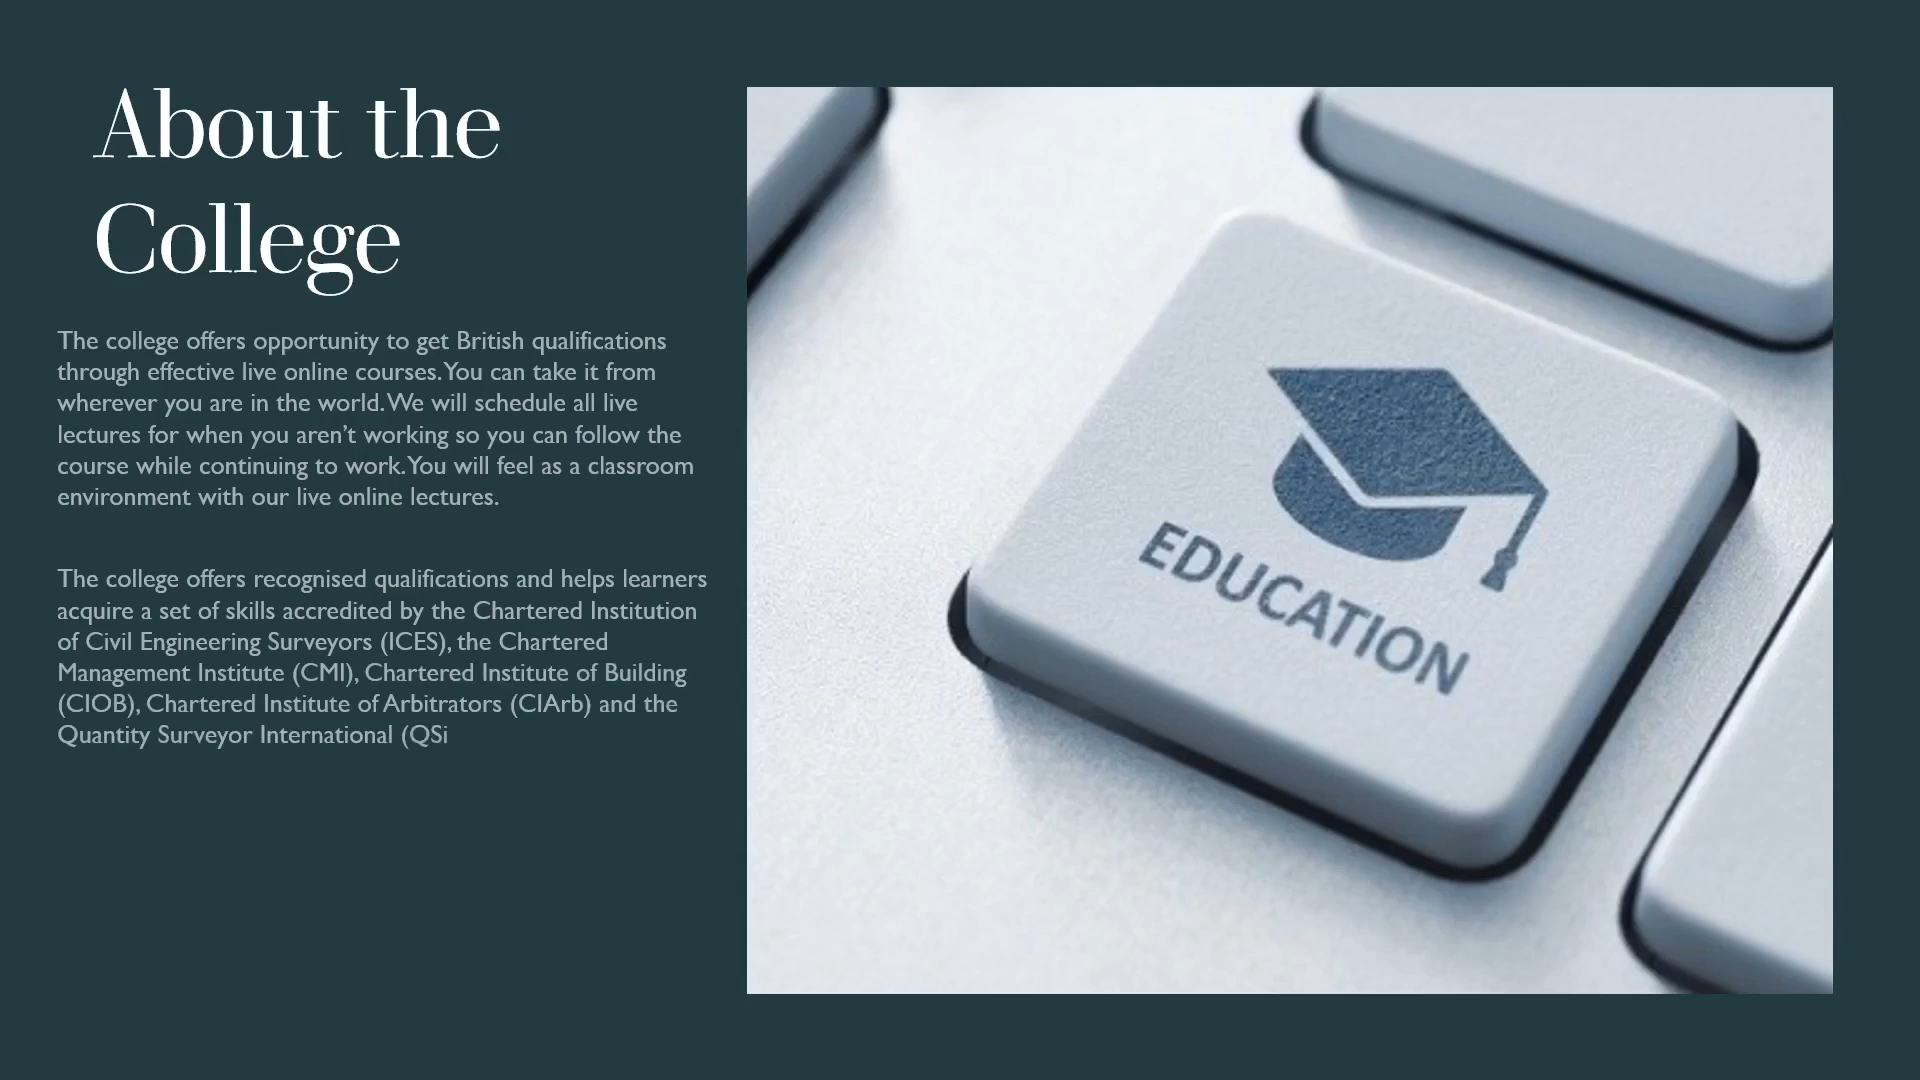 About the
College
The college offers opportunity to get British qualifications
through effective live online courses. You can take it from
wherever you are in the world. We will schedule all live
lectures for when you aren’t working so you can follow the
course while continuing to work. You will feel as a classroom
environment with our live online lectures.
The college offers recognised qualifications and helps learners
acquire a set of skills accredited by the Chartered Institution
of Civil Engineering Surveyors (ICES), the Chartered
Management Institute (CMI), Chartered Institute of Building
(CIOB), Chartered Institute of Arbitrators (CIArb) and the
Quantity Surveyor International (QSi
EDUCATION